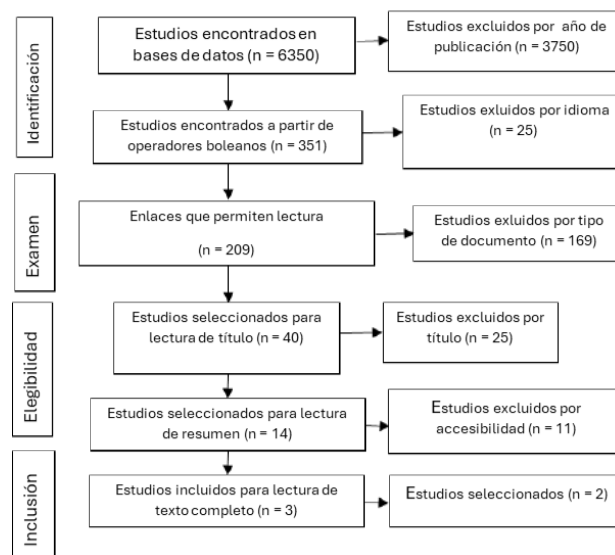 Identificación
Estudios encontrados en
bases de datos (n = 6350)
Estudios excluidos por año de
publicación (n = 3750)
Estudios encontrados a partir de
operadores boleanos (n = 351)
Estudios exluidos por idioma
(n = 25)
Examen
Enlaces que permiten lectura
(n = 209)
Estudios exluidos por tipo
de documento (n = 169)
Elegibilidad
Estudios seleccionados para
lectura de título (n = 40)
Estudios excluidos por
título (n = 25)
Estudios seleccionados para lectura
de resumen (n = 14)
Estudios excluidos por
accesibilidad (n = 11)
Inclusión
Estudios incluidos para lectura de
texto completo (n = 3)
Estudios seleccionados (n = 2)